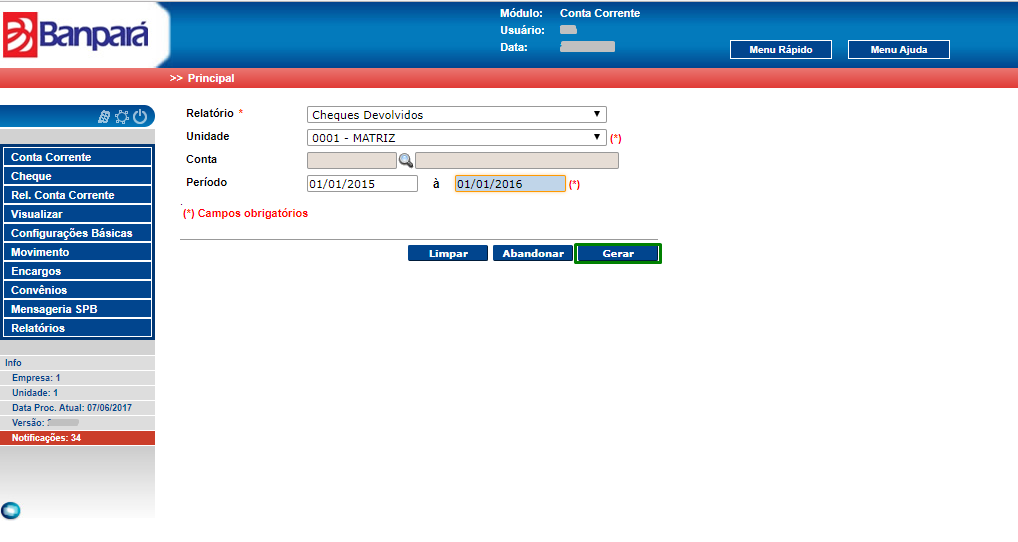 Banpará
Módulo: Conta Corrente
Usuário:
Data:
Menu Rápido
Menu Ajuda
>> Principal
Conta Corrente
Cheque
Rel. Conta Corrente
Visualizar
Configurações Básicas
Movimento
Encargos
Convênios
Mensageria SPB
Relatórios
Info
Empresa: 1
Unidade: 1
Data Proc. Atual: 07/06/2017
Versão:
Notificações: 34
Relatório * Cheques Devolvidos
Unidade 0001 - MATRIZ (*)
Conta
Período 01/01/2015 à 01/01/2016 (*)
(*) Campos obrigatórios
Limpar Abandonar Gerar